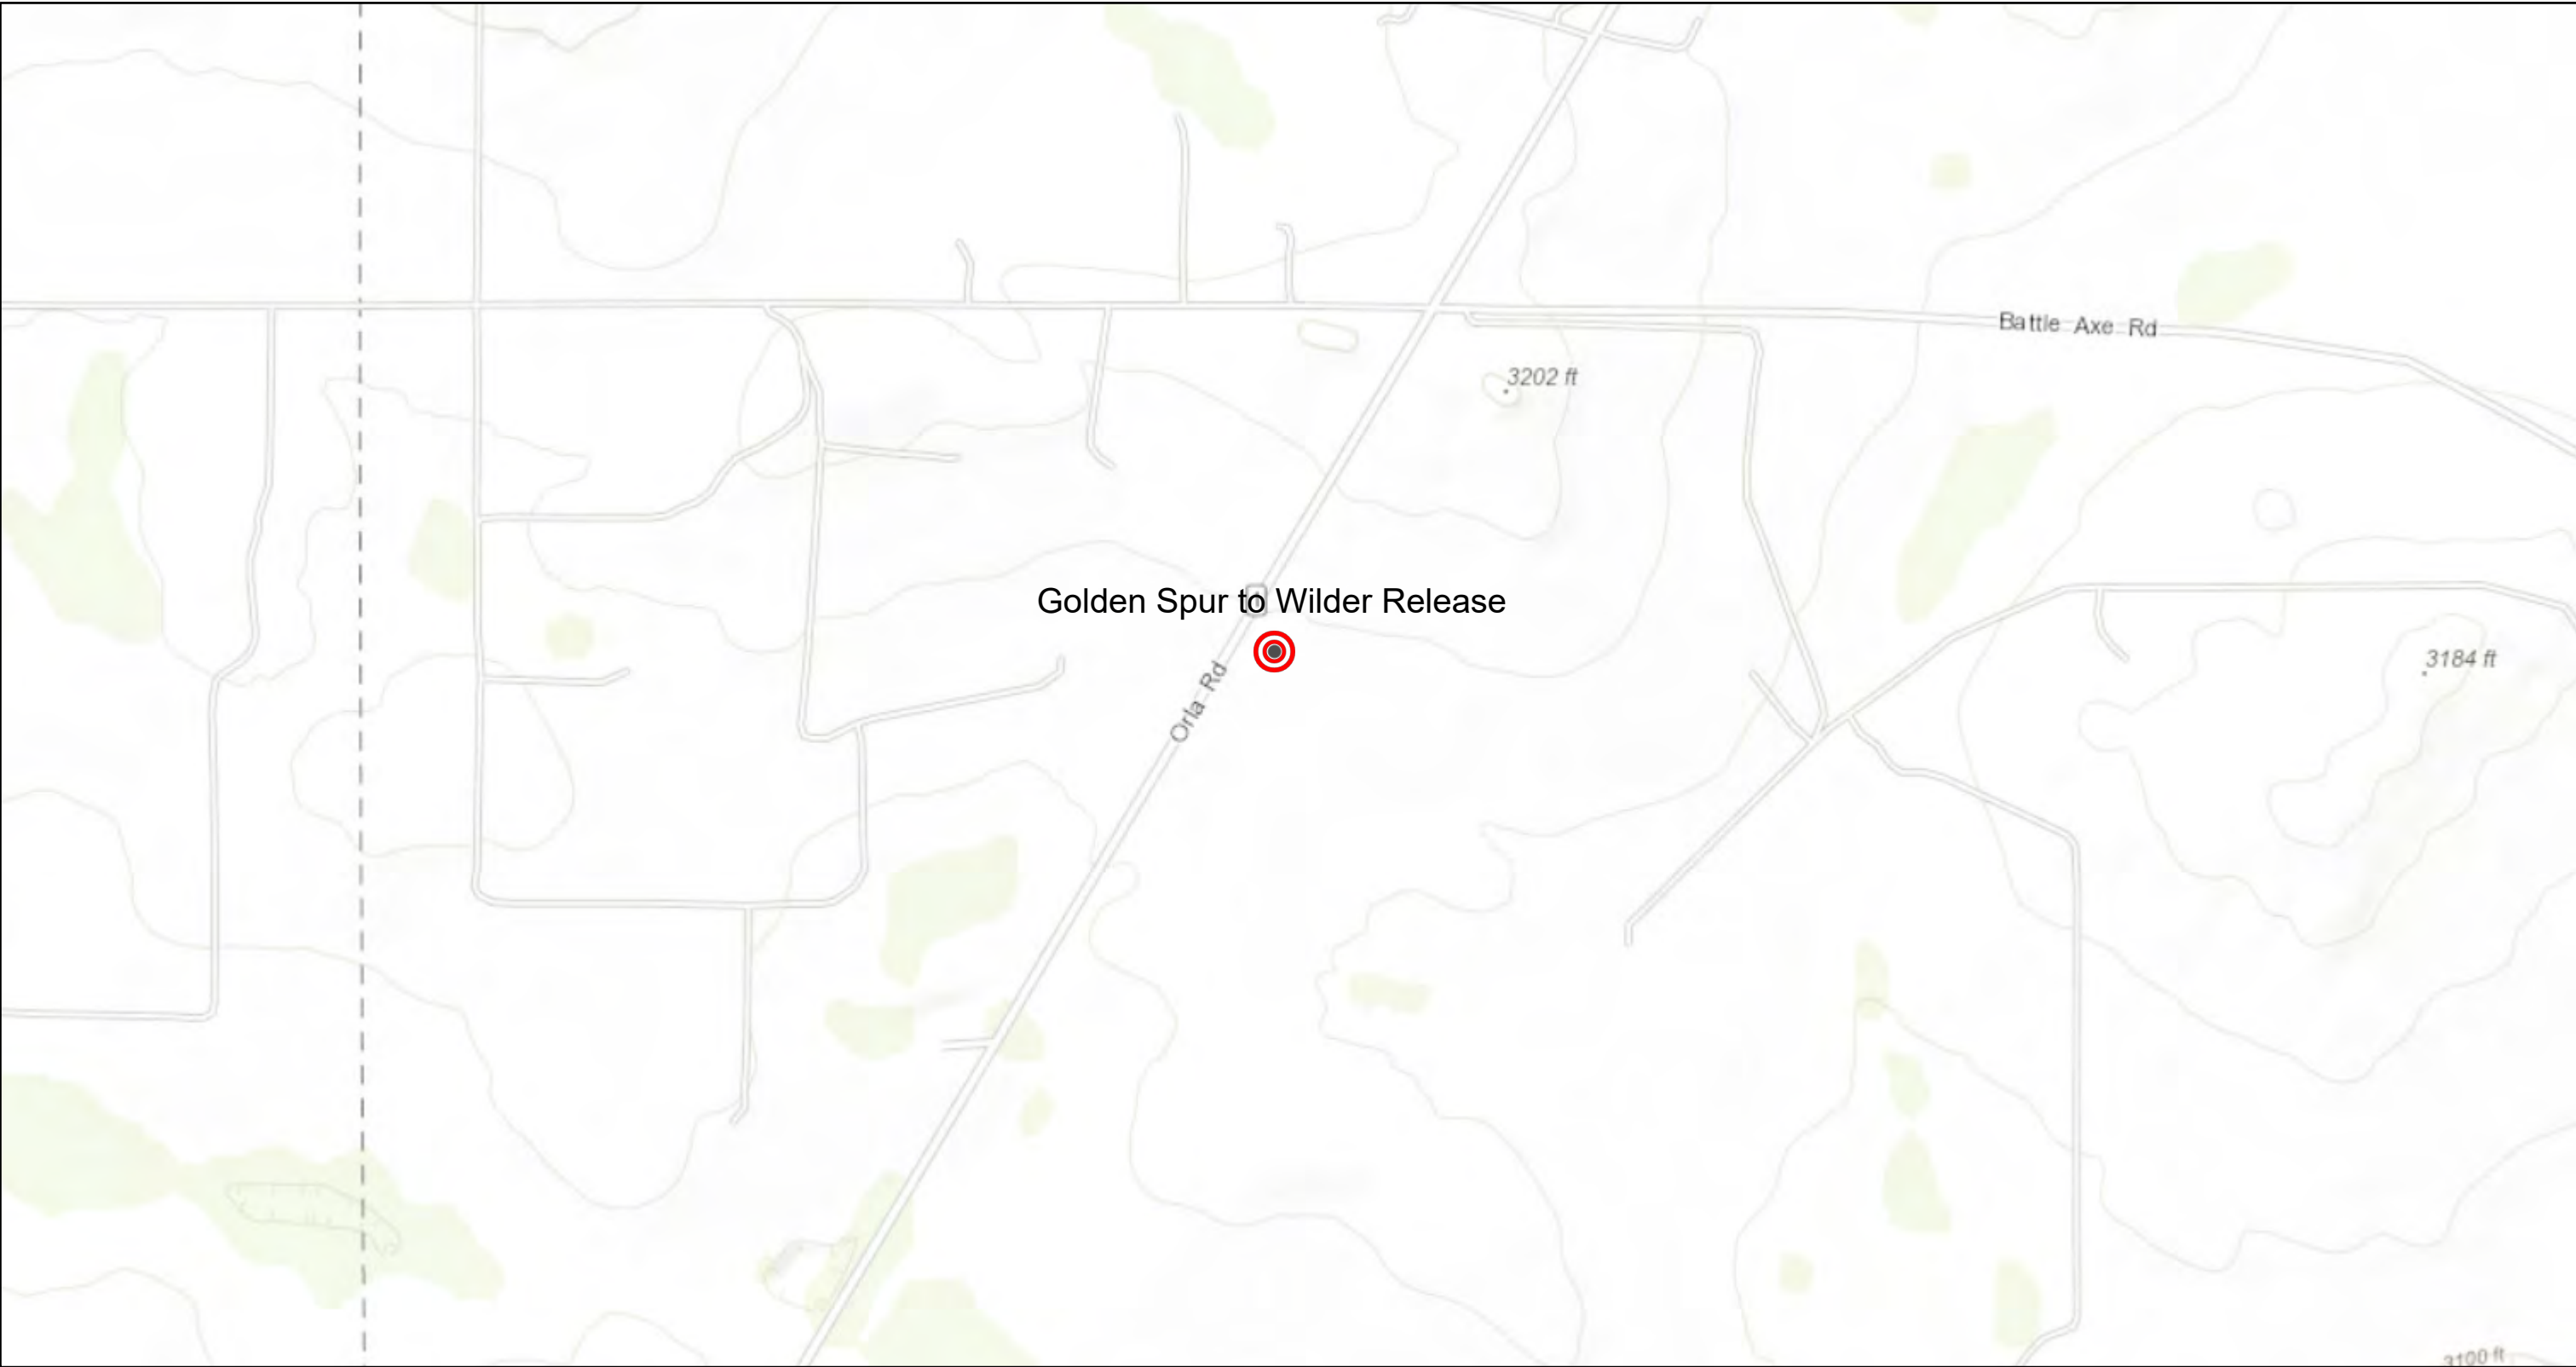 Battle Axe Rd
3202 ft
Golden Spur to Wilder Release
Orla Rd
3184 ft
3100 ft